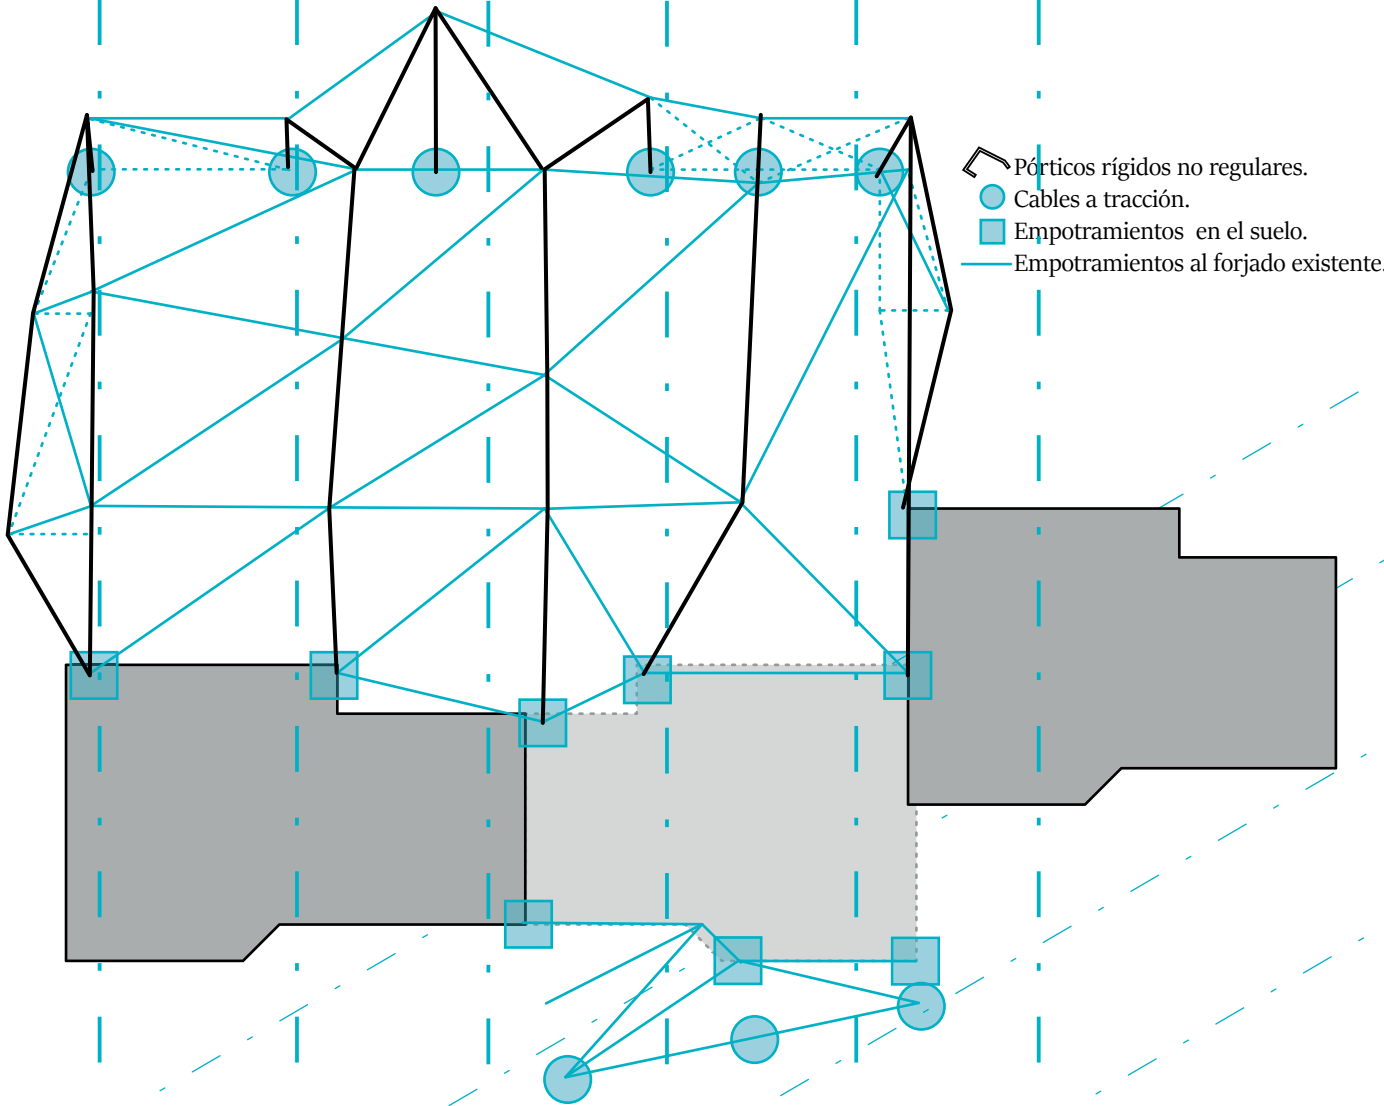 Pórticos rígidos no regulares.
Cables a tracción.
Empotramientos en el suelo.
Empotramientos al forjado existente.